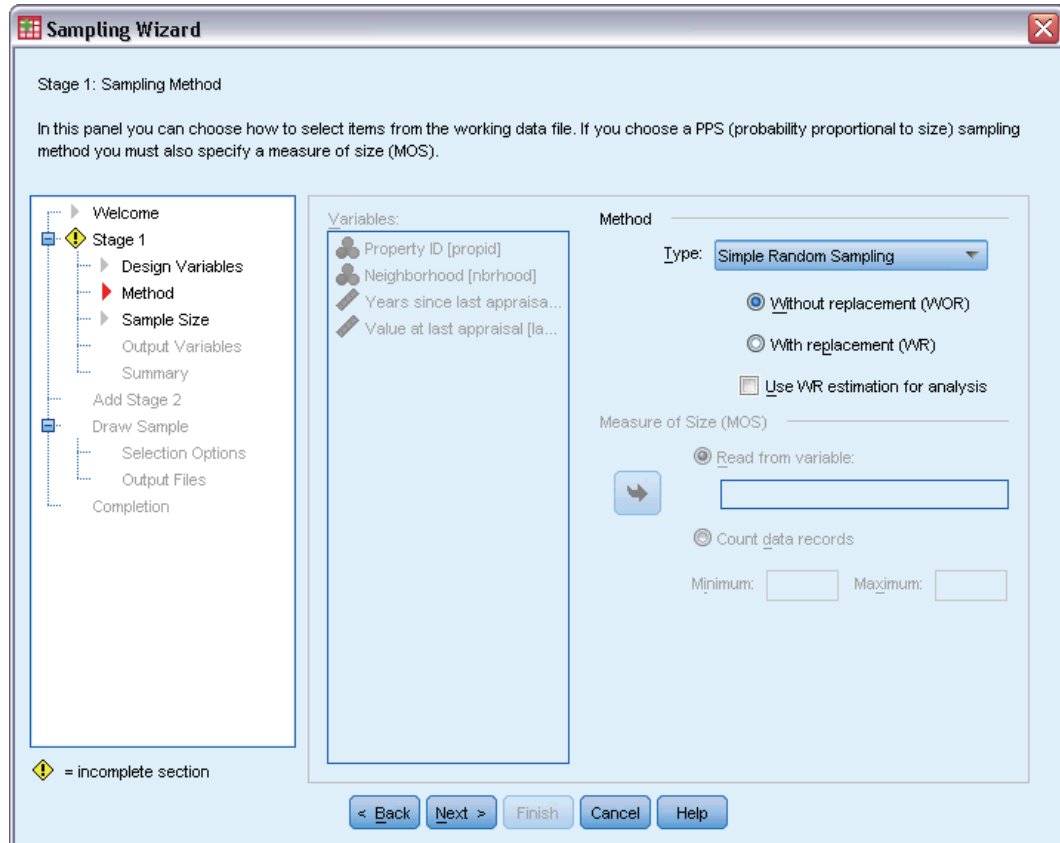 Sampling Wizard
Stage 1: Sampling Method
In this panel you can choose how to select items from the working data file. If you choose a PPS (probability proportional to size) sampling
method you must also specify a measure of size (MOS).
Welcome
Stage 1
Design Variables
Method
Sample Size
Output Variables
Summary
Add Stage 2
Draw Sample
Selection Options
Output Files
Completion
! = incomplete section
Variables:
Property ID [propid]
Neighborhood [nbrhood]
Years since last appraisa...
Value at last appraisal [la...
Method
Type: Simple Random Sampling
Without replacement (WOR)
With replacement (WR)
Use WR estimation for analysis
Measure of Size (MOS)
Read from variable:
Count data records
Minimum: Maximum:
< Back Next > Finish Cancel Help